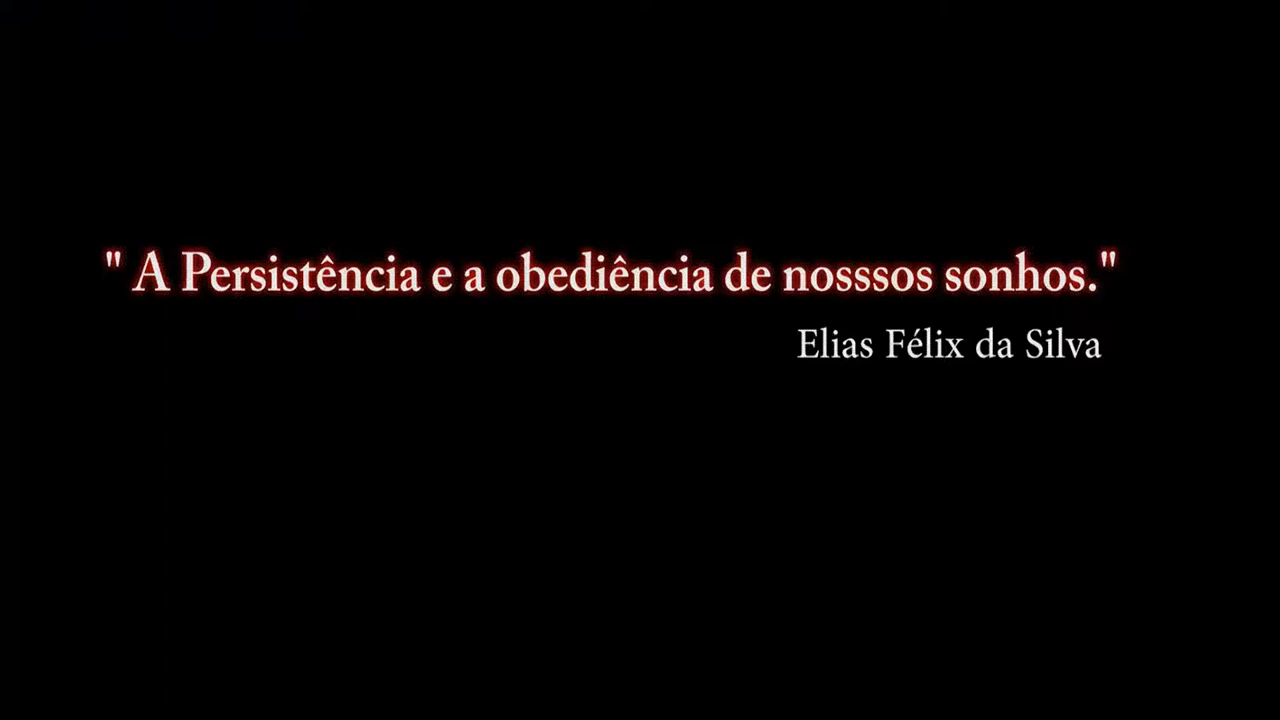 " A Persistência e a obediência de nosssos sonhos."
Elias Félix da Silva